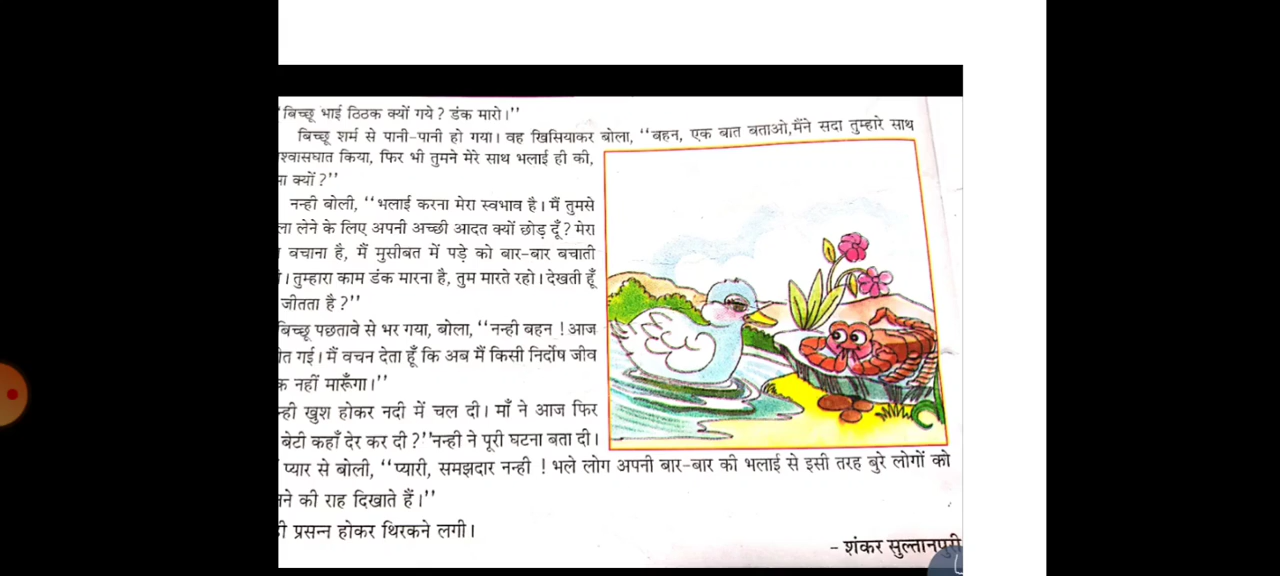 "बिच्छू भाई ठिठक क्यों गये? डंक मारो।"
बिच्छू शर्म से पानी-पानी हो गया। वह खिसियाकर बोला, "बहन, एक बात बताओ,मैंने सदा तुम्हारे साथ
श्वासघात किया, फिर भी तुमने मेरे साथ भलाई ही की,
क्यों?"
नन्ही बोली, "भलाई करना मेरा स्वभाव है। मैं तुमसे
ला लेने के लिए अपनी अच्छी आदत क्यों छोड़ दूँ? मेरा
बचाना है, मैं मुसीबत में पड़े को बार-बार बचाती
। तुम्हारा काम डंक मारना है, तुम मारते रहो। देखती हूँ
जीतता है?"
बिच्छू पछतावे से भर गया, बोला, "नन्ही बहन! आज
त गई। मैं वचन देता हूँ कि अब मैं किसी निर्दोष जीव
क नहीं मारूँगा।"
न्ही खुश होकर नदी में चल दी। माँ ने आज फिर
बेटी कहाँ देर कर दी?"नन्ही ने पूरी घटना बता दी।
प्यार से बोली, "प्यारी, समझदार नन्ही! भले लोग अपनी बार-बार की भलाई से इसी तरह बुरे लोगों को
ने की राह दिखाते हैं।"
ी प्रसन्न होकर थिरकने लगी।
- शंकर सुल्तानपुरी